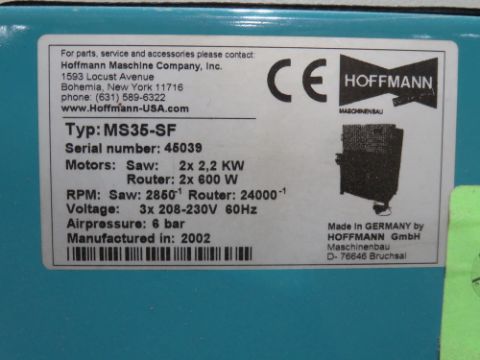 For parts, service and accessories please contact:
Hoffmann Maschine Company, Inc.
1593 Locust Avenue
Bohemia, New York 11716
phone: (631) 589-6322
www.Hoffmann-USA.com
CE
HOFFMANN
MASCHINENBAU
Typ: MS35-SF
Serial number: 45039
Motors: Saw: 2x 2,2 KW
Router: 2x 600 W
RPM: Saw: 2850⁻¹ Router: 24000⁻¹
Voltage: 3x 208-230V 60Hz
Airpressure: 6 bar
Manufactured in: 2002
Made in GERMANY by
HOFFMANN GmbH
Maschinenbau
D- 76646 Bruchsal